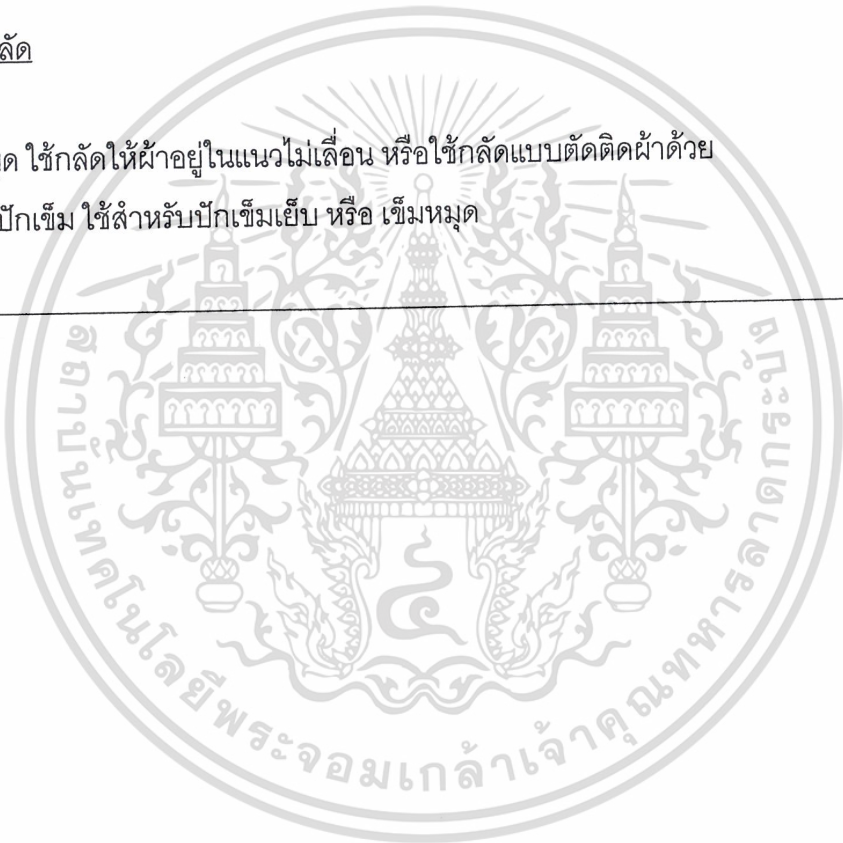 ลัด
ใช้กลัดให้ผ้าอยู่ในแนวไม่เลื่อน หรือใช้กลัดแบบตัดติดผ้าด้วย
ปักเข็ม ใช้สำหรับปักเข็มเย็บ หรือ เข็มหมุด
สถาบันเทคโนโลยีพระจอมเกล้าเจ้าคุณทหารลาดกระบัง